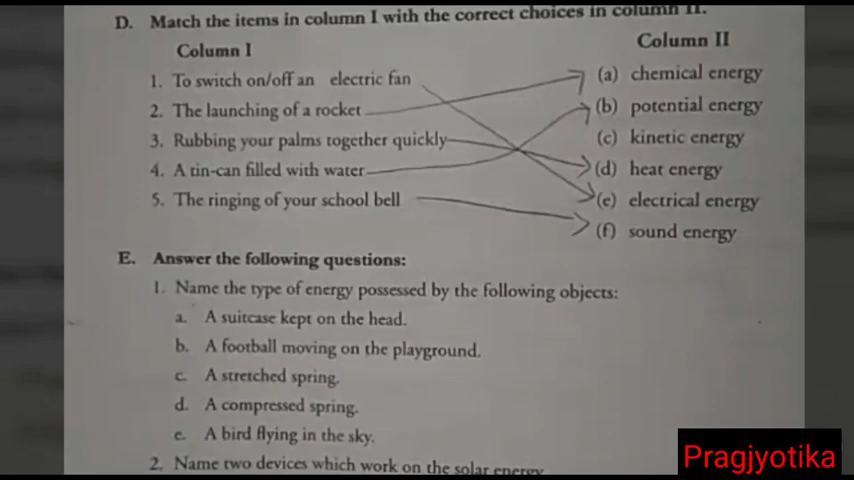 D. Match the items in column I with the correct choices in column II.
Column I Column II
1. To switch on/off an electric fan (a) chemical energy
2. The launching of a rocket (b) potential energy
3. Rubbing your palms together quickly (c) kinetic energy
4. A tin-can filled with water (d) heat energy
5. The ringing of your school bell (e) electrical energy
(f) sound energy
E. Answer the following questions:
1. Name the type of energy possessed by the following objects:
a. A suitcase kept on the head.
b. A football moving on the playground.
c. A stretched spring.
d. A compressed spring.
e. A bird flying in the sky.
2. Name two devices which work on the solar energy
Pragjyotika